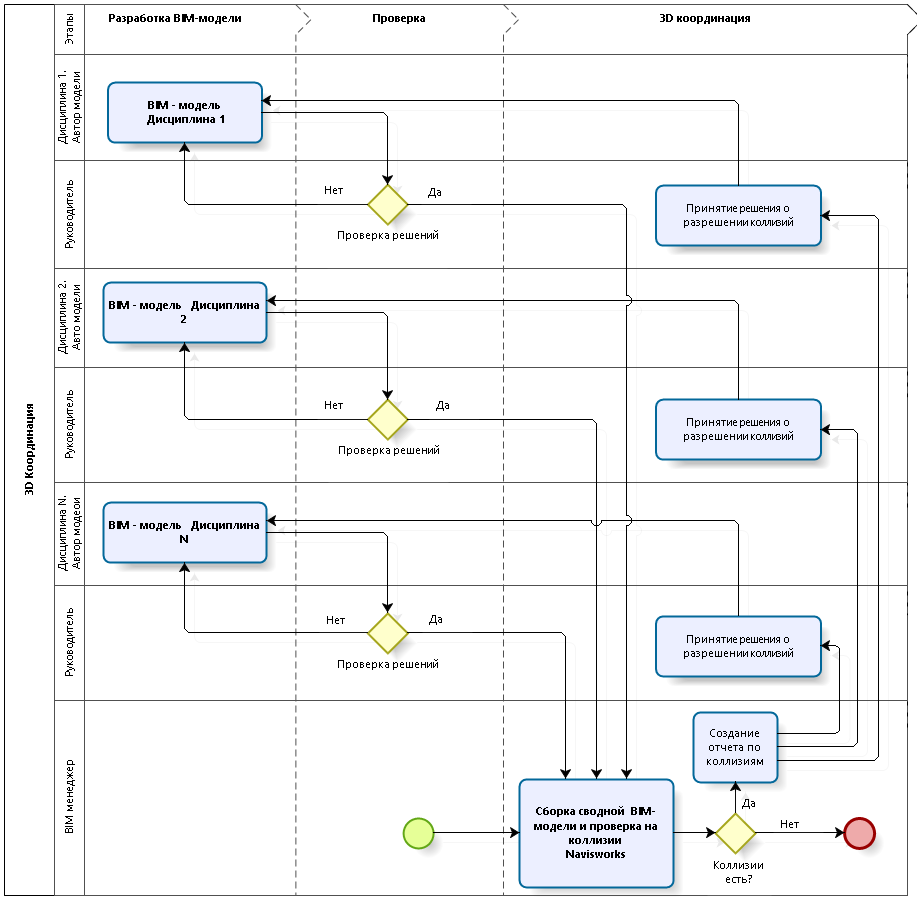 3D Координация
Этапы
Разработка BIM-модели
Проверка
3D координация
Дисциплина 1.
Автор модели
BIM - модель
Дисциплина 1
Руководитель
Нет
Да
Проверка решений
Принятие решения о
разрешении колливий
Дисциплина 2.
Авто модели
BIM - модель Дисциплина
2
Руководитель
Нет
Да
Проверка решений
Принятие решения о
разрешении колливий
Дисциплина N.
Автор модеои
BIM - модель Дисциплина
N
Руководитель
Нет
Да
Проверка решений
Принятие решения о
разрешении колливий
BIM менеджер
Создание
отчета по
коллизиям
Сборка сводной BIM-
модели и проверка на
коллизии
Navisworks
Да
Нет
Коллизии
есть?